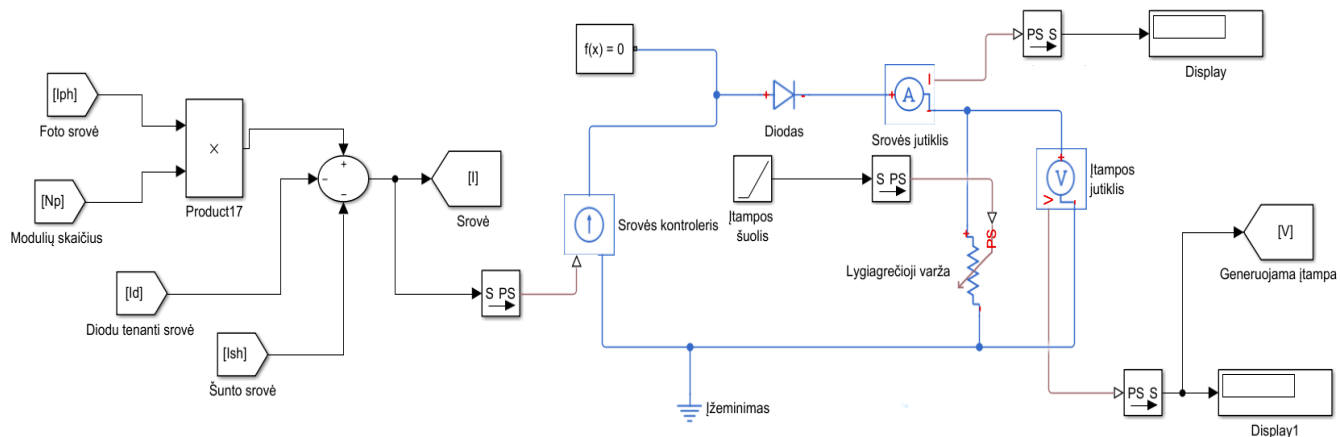 [Iph]
Foto srovė
[Np]
Modulių skaičius
X
Product17
[Id]
Diodu tenanti srovė
[Ish]
Šunto srovė
+
−
−
[I]
Srovė
S PS
f(x) = 0
Srovės kontroleris
+
-
Diodas
+
A
I
-
Srovės jutiklis
PS S
Display
Įtampos
šuolis
S PS
PS
+
-
Lygiagrečioji varža
+
V
V
-
Įtampos
jutiklis
Įžeminimas
[V]
Generuojama įtampa
PS S
Display1